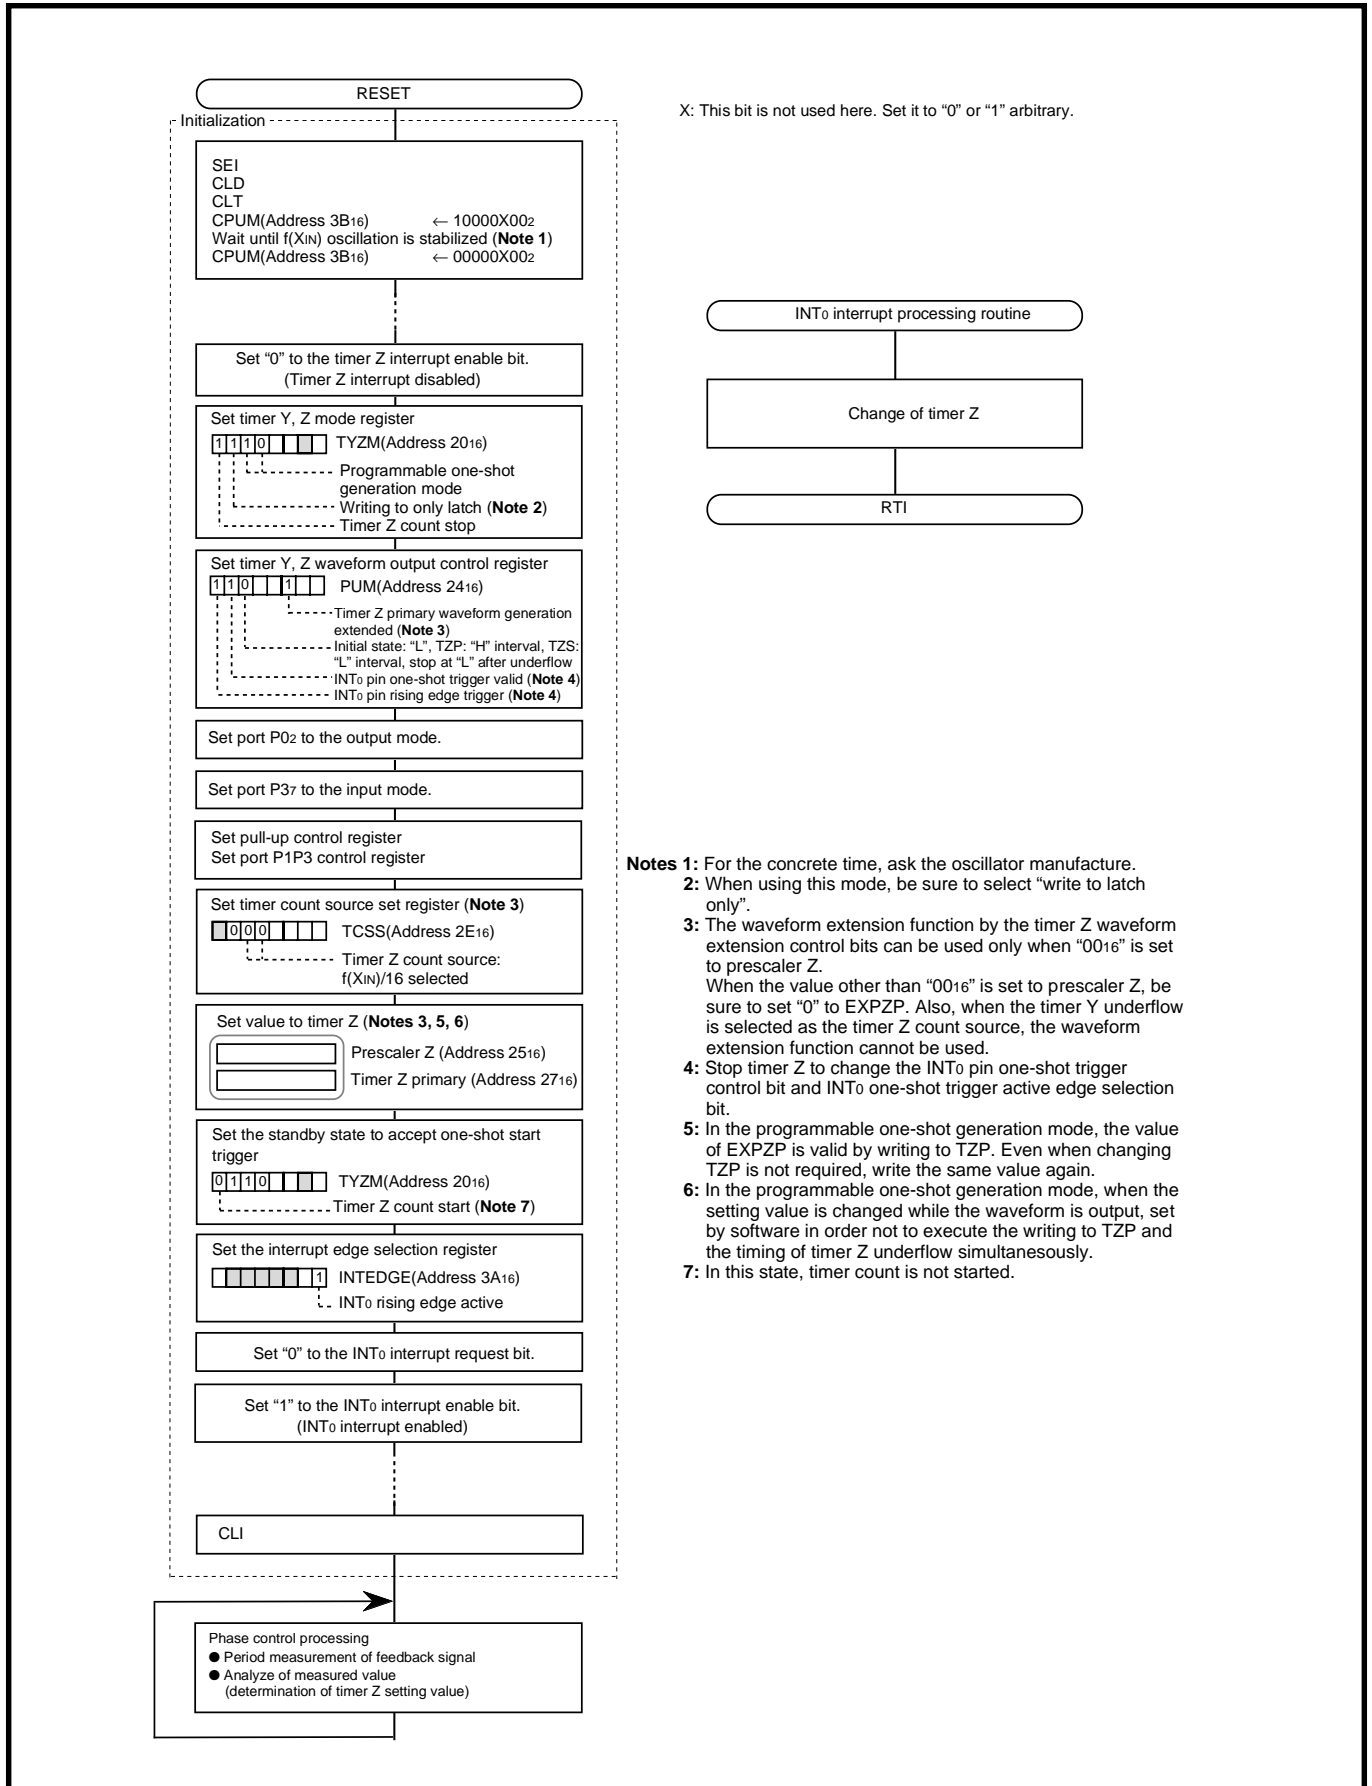 RESET
X: This bit is not used here. Set it to “0” or “1” arbitrary.
Initialization
SEI
CLD
CLT
CPUM(Address 3B16) ← 10000X002
Wait until f(XIN) oscillation is stabilized (Note 1)
CPUM(Address 3B16) ← 00000X002
Set “0” to the timer Z interrupt enable bit.
(Timer Z interrupt disabled)
Set timer Y, Z mode register
1 1 1 0 TYZM(Address 2016)
Programmable one-shot
generation mode
Writing to only latch (Note 2)
Timer Z count stop
Set timer Y, Z waveform output control register
1 1 0 1 PUM(Address 2416)
Timer Z primary waveform generation
extended (Note 3)
Initial state: “L”, TZP: “H” interval, TZS:
“L” interval, stop at “L” after underflow
INT0 pin one-shot trigger valid (Note 4)
INT0 pin rising edge trigger (Note 4)
Set port P02 to the output mode.
Set port P37 to the input mode.
Set pull-up control register
Set port P1P3 control register
Set timer count source set register (Note 3)
0 0 0 TCSS(Address 2E16)
Timer Z count source:
f(XIN)/16 selected
Set value to timer Z (Notes 3, 5, 6)
Prescaler Z (Address 2516)
Timer Z primary (Address 2716)
Set the standby state to accept one-shot start
trigger
0 1 1 0 TYZM(Address 2016)
Timer Z count start (Note 7)
Set the interrupt edge selection register
1 INTEDGE(Address 3A16)
INT0 rising edge active
Set “0” to the INT0 interrupt request bit.
Set “1” to the INT0 interrupt enable bit.
(INT0 interrupt enabled)
CLI
Phase control processing
● Period measurement of feedback signal
● Analyze of measured value
(determination of timer Z setting value)
INT0 interrupt processing routine
Change of timer Z
RTI
Notes 1: For the concrete time, ask the oscillator manufacture.
2: When using this mode, be sure to select “write to latch
only”.
3: The waveform extension function by the timer Z waveform
extension control bits can be used only when “0016” is set
to prescaler Z.
When the value other than “0016” is set to prescaler Z, be
sure to set “0” to EXPZP. Also, when the timer Y underflow
is selected as the timer Z count source, the waveform
extension function cannot be used.
4: Stop timer Z to change the INT0 pin one-shot trigger
control bit and INT0 one-shot trigger active edge selection
bit.
5: In the programmable one-shot generation mode, the value
of EXPZP is valid by writing to TZP. Even when changing
TZP is not required, write the same value again.
6: In the programmable one-shot generation mode, when the
setting value is changed while the waveform is output, set
by software in order not to execute the writing to TZP and
the timing of timer Z underflow simultanesously.
7: In this state, timer count is not started.